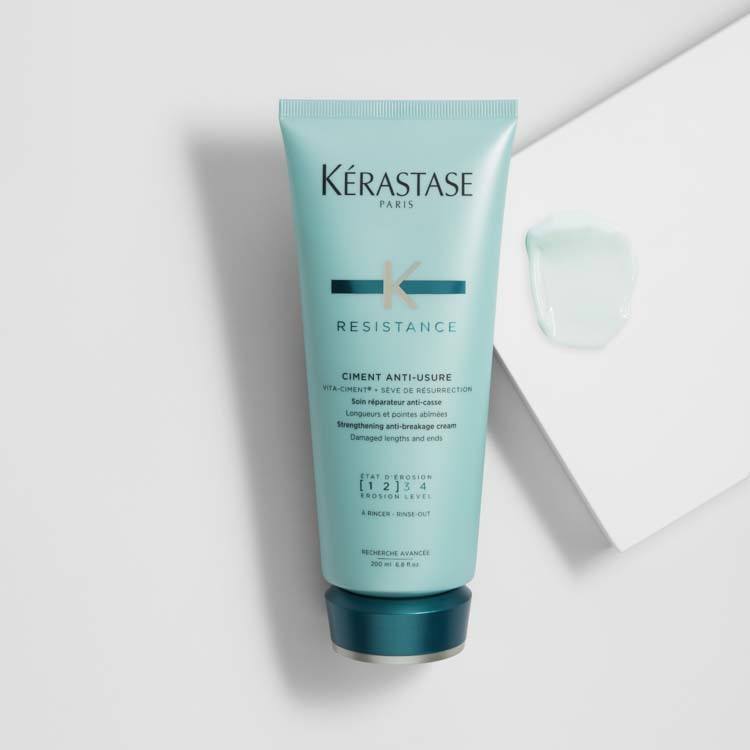 KÉRASTASE
PARIS
K
RESISTANCE
CIMENT ANTI-USURE
VITA-CIMENT® + SÈVE DE RÉSURRECTION
Soin réparateur anti-casse
Longueurs et pointes abîmées
Strengthening anti-breakage cream
Damaged lengths and ends
ÉTAT D'ÉROSION
[1 2]3 4
EROSION LEVEL
À RINCER - RINSE-OUT
RECHERCHE AVANCÉE
200 ml 6.8 fl.oz.